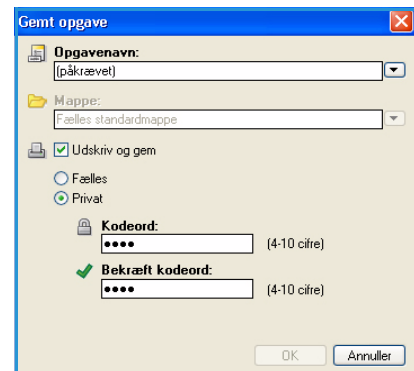 Gemt opgave
Opgavenavn:
(påkrævet)
Mappe:
Fælles standardmappe
Udskriv og gem
Fælles
Privat
Kodeord:
●●●● (4-10 cifre)
Bekræft kodeord:
●●●● (4-10 cifre)
OK Annuller